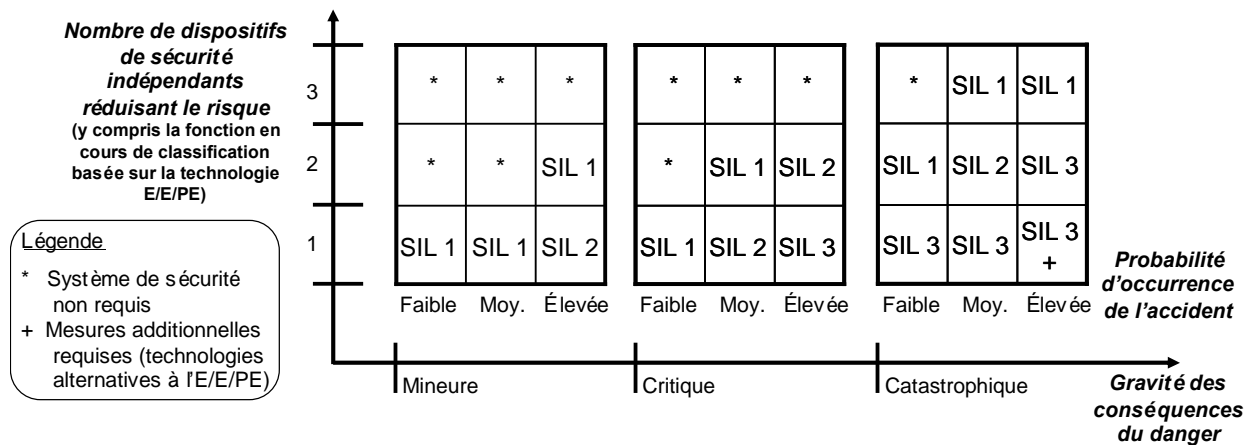 Nombre de dispositifs
de sécurité
indépendants
réduisant le risque
(y compris la fonction en
cours de classification
basée sur la technologie
E/E/PE)
3
* * * * * * * SIL 1 SIL 1
2
* * SIL 1 * SIL 1 SIL 2 SIL 1 SIL 2 SIL 3
1
SIL 1 SIL 1 SIL 2 SIL 1 SIL 2 SIL 3 SIL 3 SIL 3 SIL 3
+
Faible Moy. Élevée Faible Moy. Élevée Faible Moy. Élevée
Mineure Critique Catastrophique
Probabilité
d'occurrence
de l'accident
Gravité des
conséquences
du danger
Légende
* Système de sécurité
non requis
+ Mesures additionnelles
requises (technologies
alternatives à l'E/E/PE)